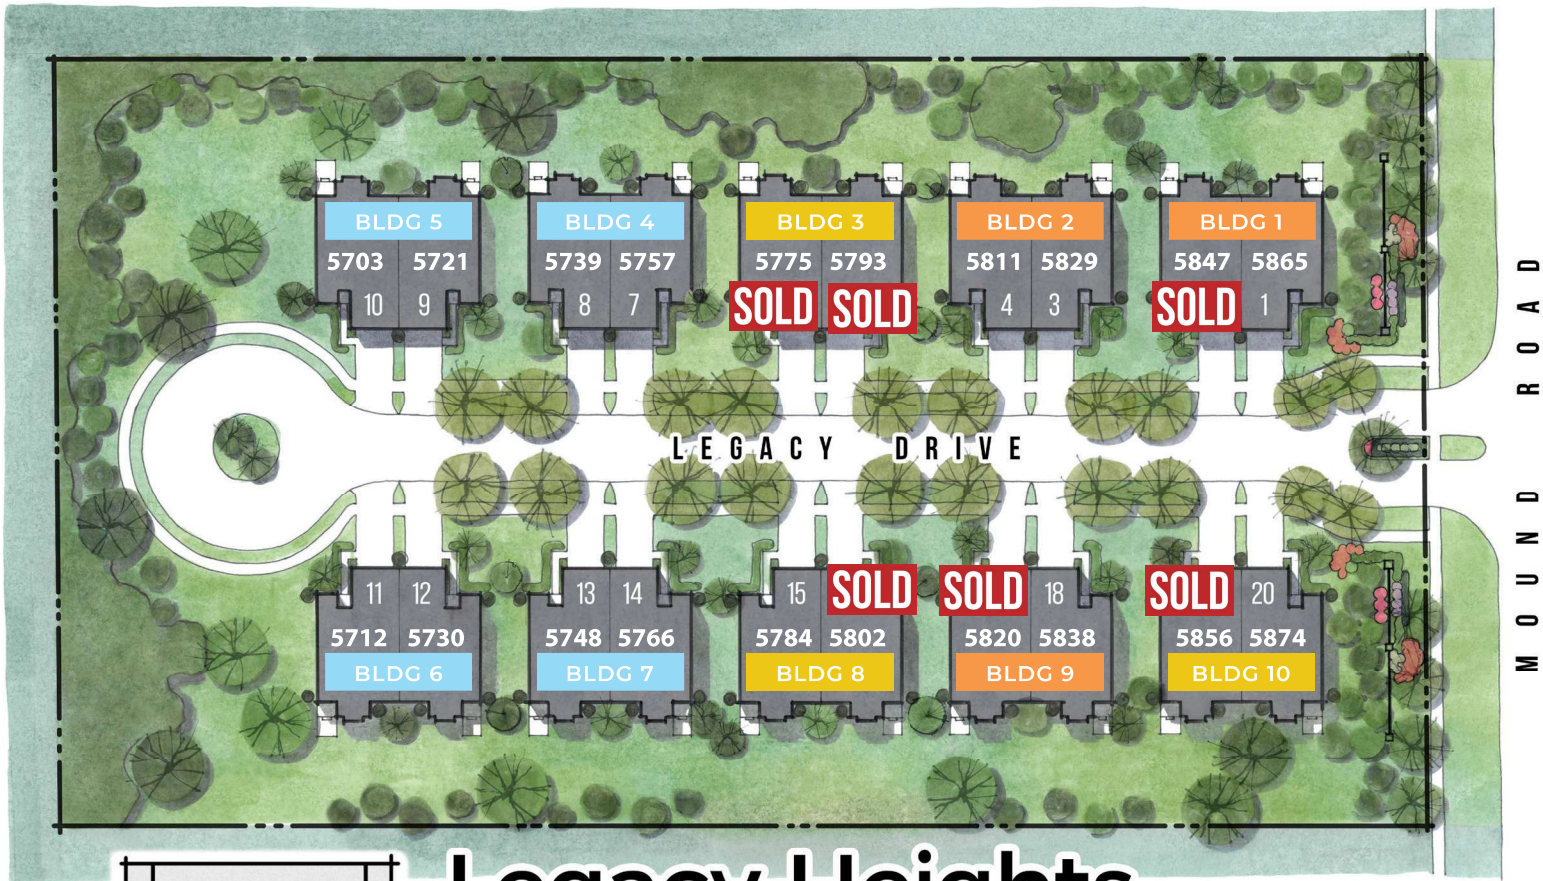 BLDG 5 BLDG 4 BLDG 3 BLDG 2 BLDG 1
5703 5721 5739 5757 5775 5793 5811 5829 5847 5865
10 9 8 7 SOLD SOLD 4 3 SOLD 1
LEGACY DRIVE
MOUND ROAD
11 12 13 14 15 SOLD SOLD 18 SOLD 20
5712 5730 5748 5766 5784 5802 5820 5838 5856 5874
BLDG 6 BLDG 7 BLDG 8 BLDG 9 BLDG 10
Legacy Heights